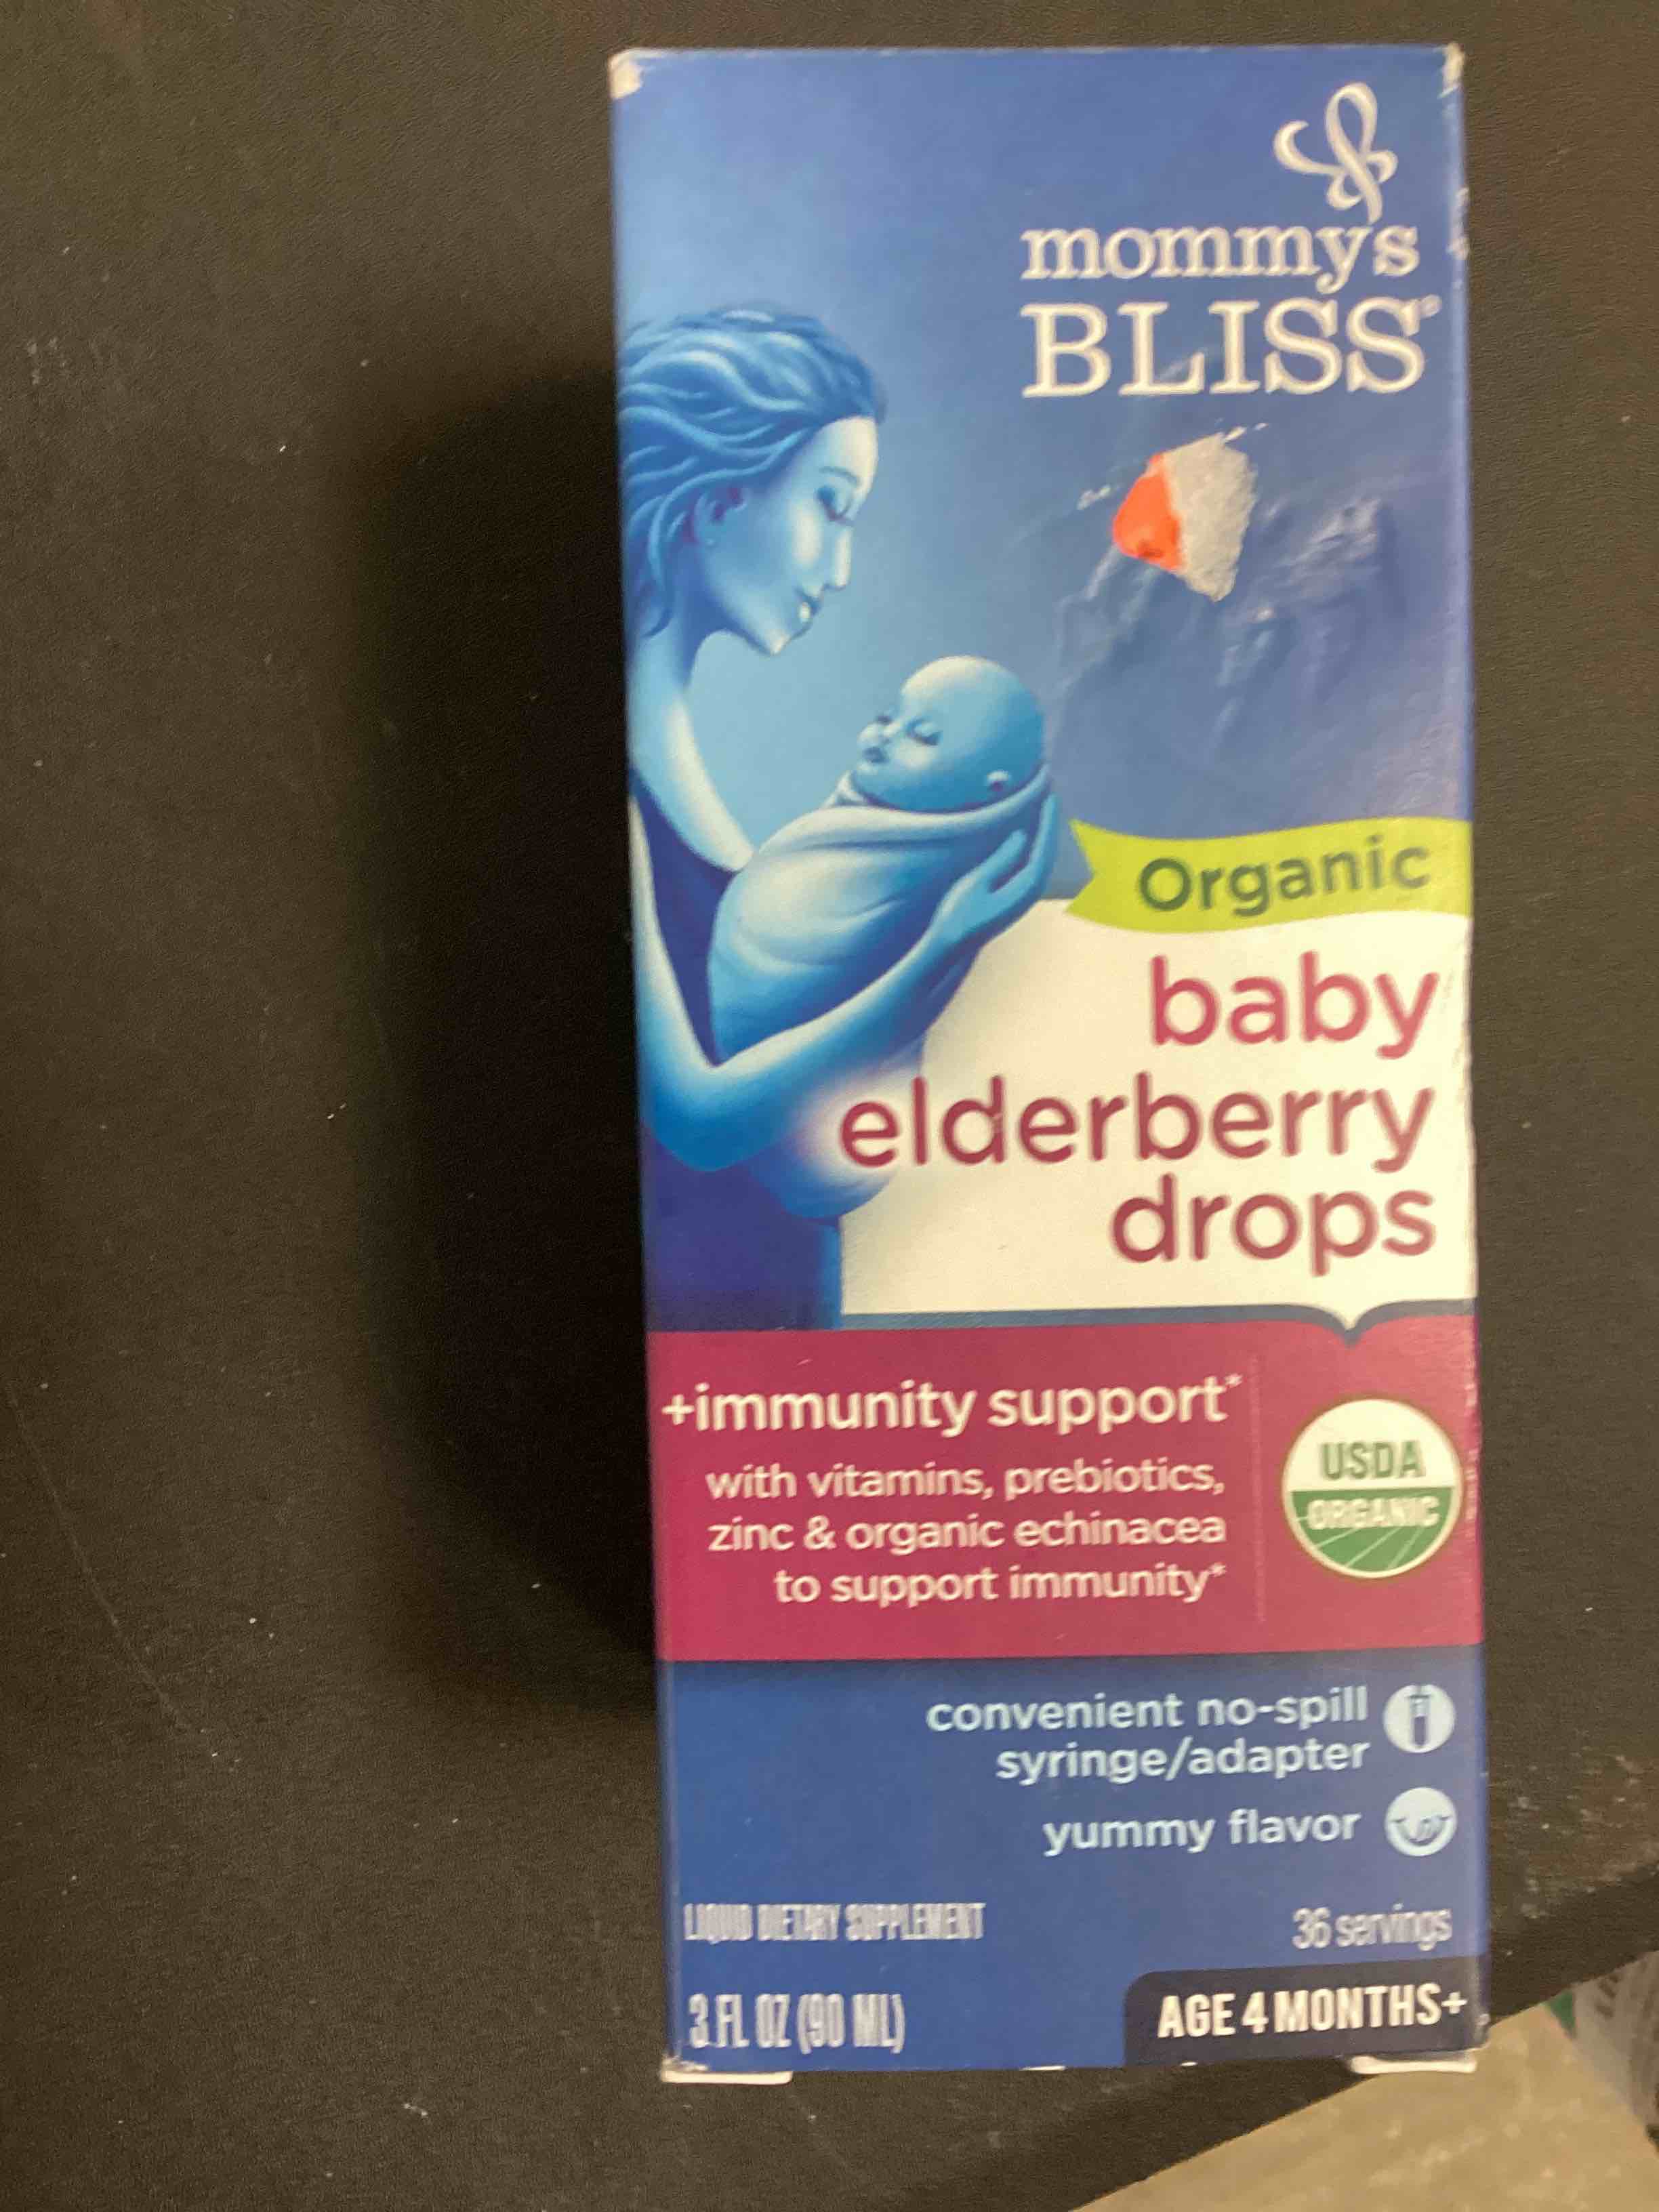 mommy's
BLISS®
Organic
baby
elderberry
drops
+immunity support*
with vitamins, prebiotics,
zinc & organic echinacea
to support immunity*
USDA
ORGANIC
convenient no-spill
syringe/adapter
yummy flavor
LIQUID DIETARY SUPPLEMENT
36 servings
3 FL OZ (90 ML)
AGE 4 MONTHS+